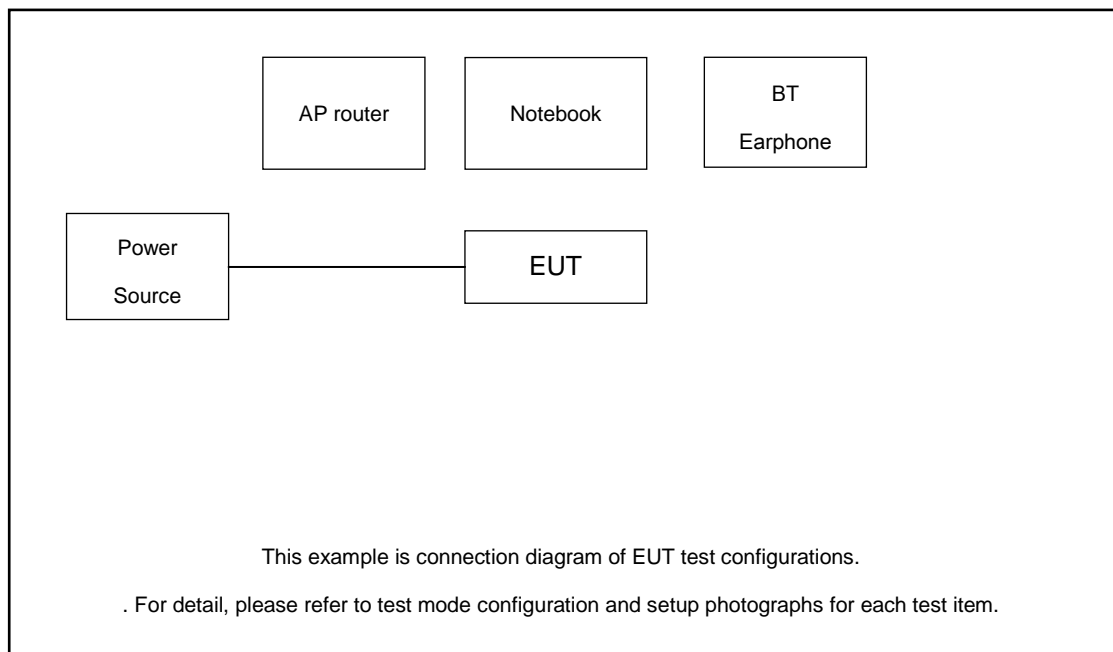 AP router
Notebook
BT
Earphone
Power
Source
EUT
This example is connection diagram of EUT test configurations.
. For detail, please refer to test mode configuration and setup photographs for each test item.